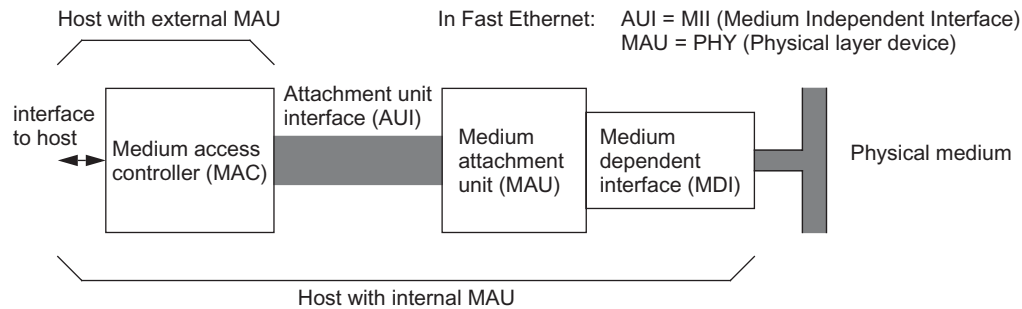 Host with external MAU
In Fast Ethernet: AUI = MII (Medium Independent Interface)
MAU = PHY (Physical layer device)
interface
to host
Medium access
controller (MAC)
Attachment unit
interface (AUI)
Medium
attachment
unit (MAU)
Medium
dependent
interface (MDI)
Physical medium
Host with internal MAU